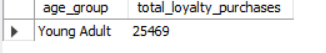 age_group total_loyalty_purchases
Young Adult 25469